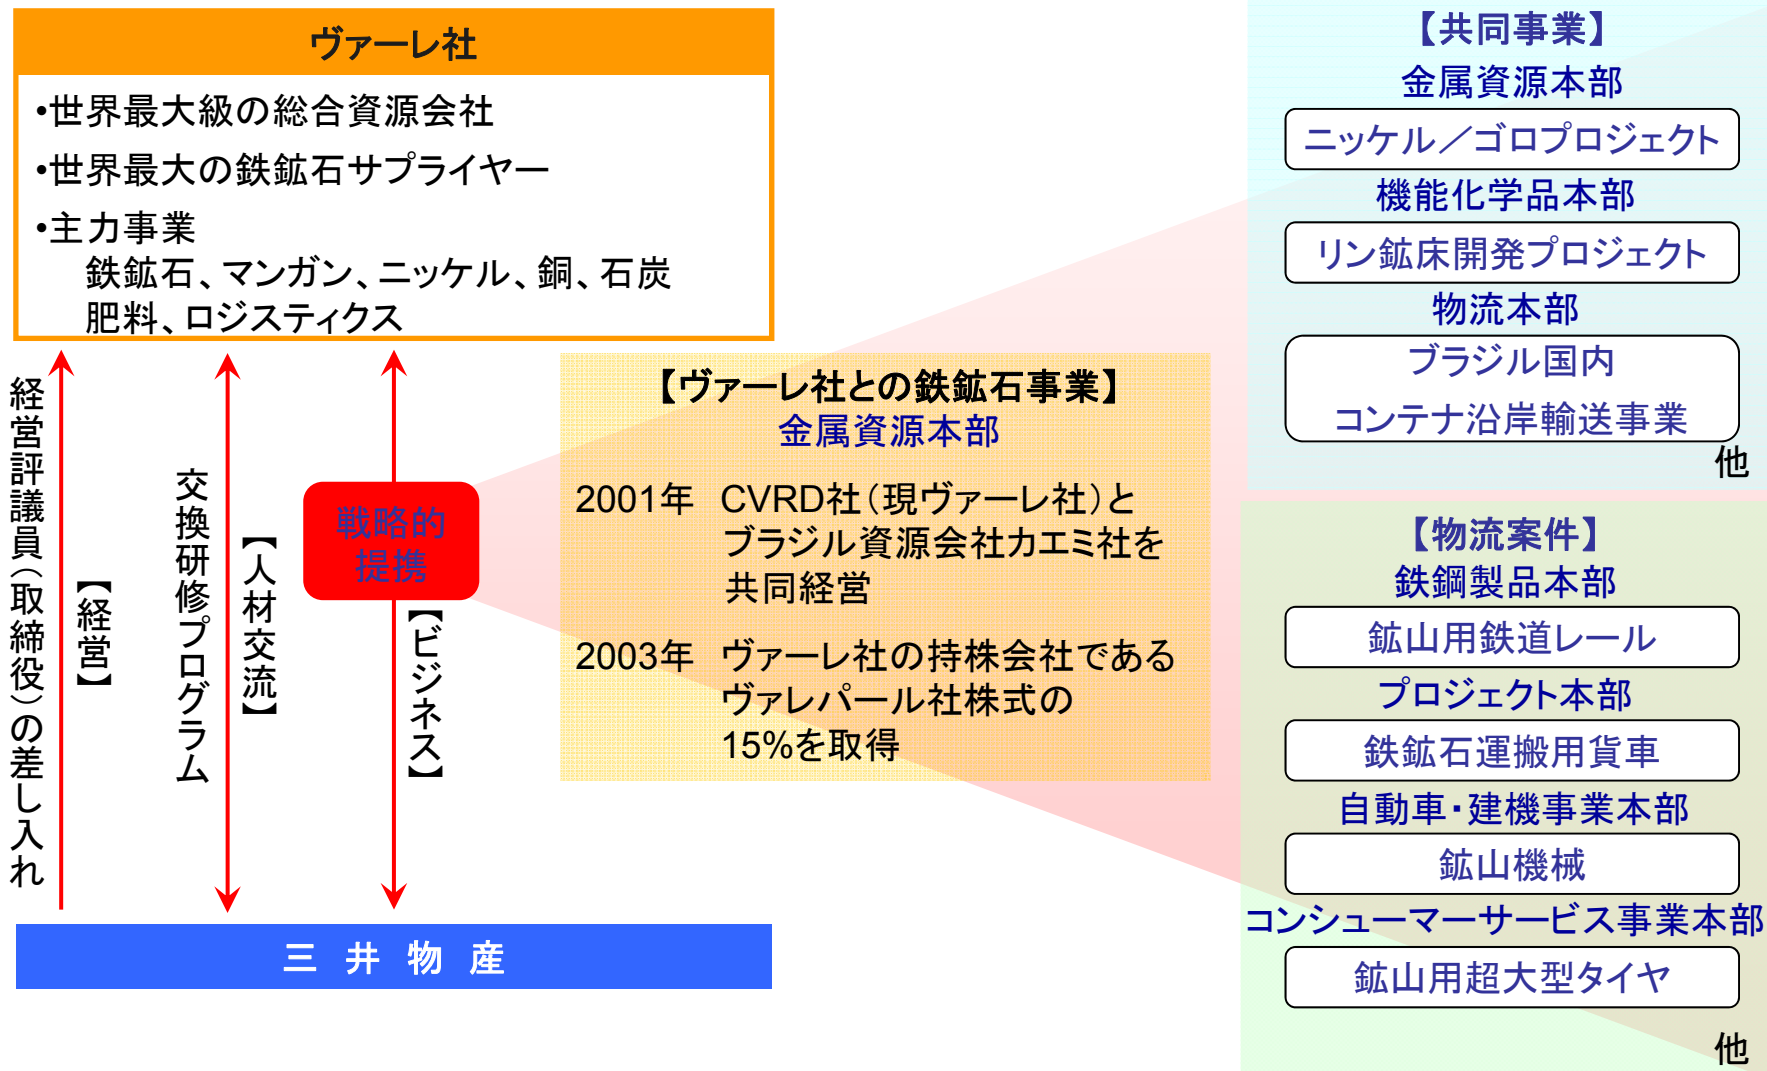 ヴァーレ社
•世界最大級の総合資源会社
•世界最大の鉄鉱石サプライヤー
•主力事業
鉄鉱石、マンガン、ニッケル、銅、石炭
肥料、ロジスティクス
経営評議員（取締役）の差し入れ
【経営】
交換研修プログラム
【人材交流】
戦略的
提携
【ビジネス】
三 井 物 産
【ヴァーレ社との鉄鉱石事業】
金属資源本部
2001年 CVRD社（現ヴァーレ社）と
ブラジル資源会社カエミ社を
共同経営
2003年 ヴァーレ社の持株会社である
ヴァレパール社株式の
15%を取得
【共同事業】
金属資源本部
ニッケル／ゴロプロジェクト
機能化学品本部
リン鉱床開発プロジェクト
物流本部
ブラジル国内
コンテナ沿岸輸送事業
他
【物流案件】
鉄鋼製品本部
鉱山用鉄道レール
プロジェクト本部
鉄鉱石運搬用貨車
自動車・建機事業本部
鉱山機械
コンシューマーサービス事業本部
鉱山用超大型タイヤ
他